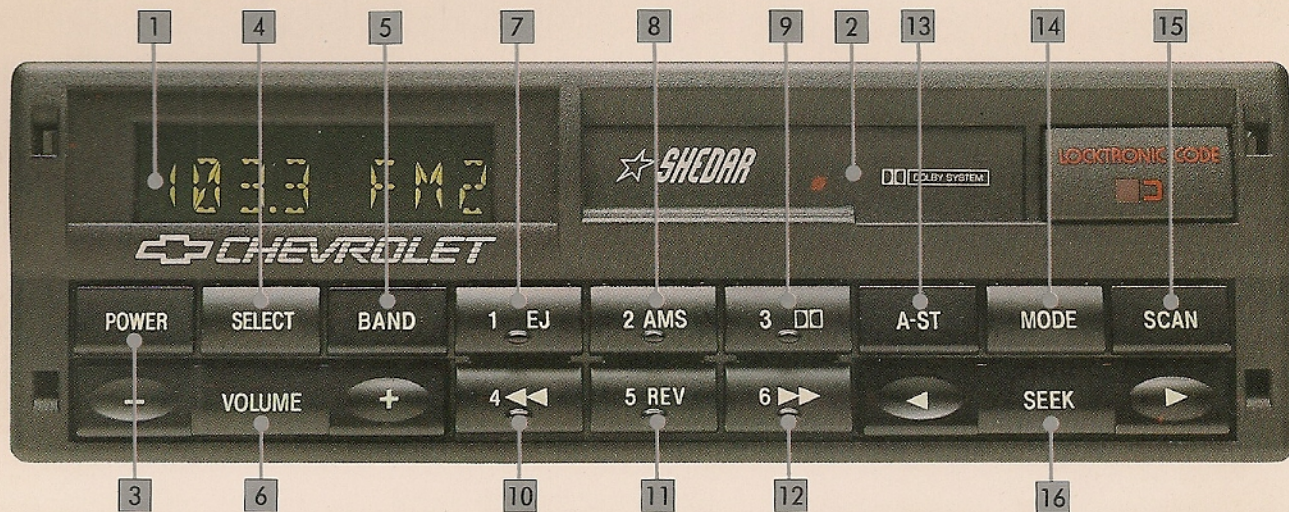 1 4 5 7 8 9 2 13 14 15
SHEDAR
DOLBY SYSTEM
LOCKTRONIC CODE
103.3 FM2
CHEVROLET
POWER SELECT BAND 1 EJ 2 AMS 3 A-ST MODE SCAN
- VOLUME + 4 ◀◀ 5 REV 6 ▶▶ ◀ SEEK ▶
3 6 10 11 12 16